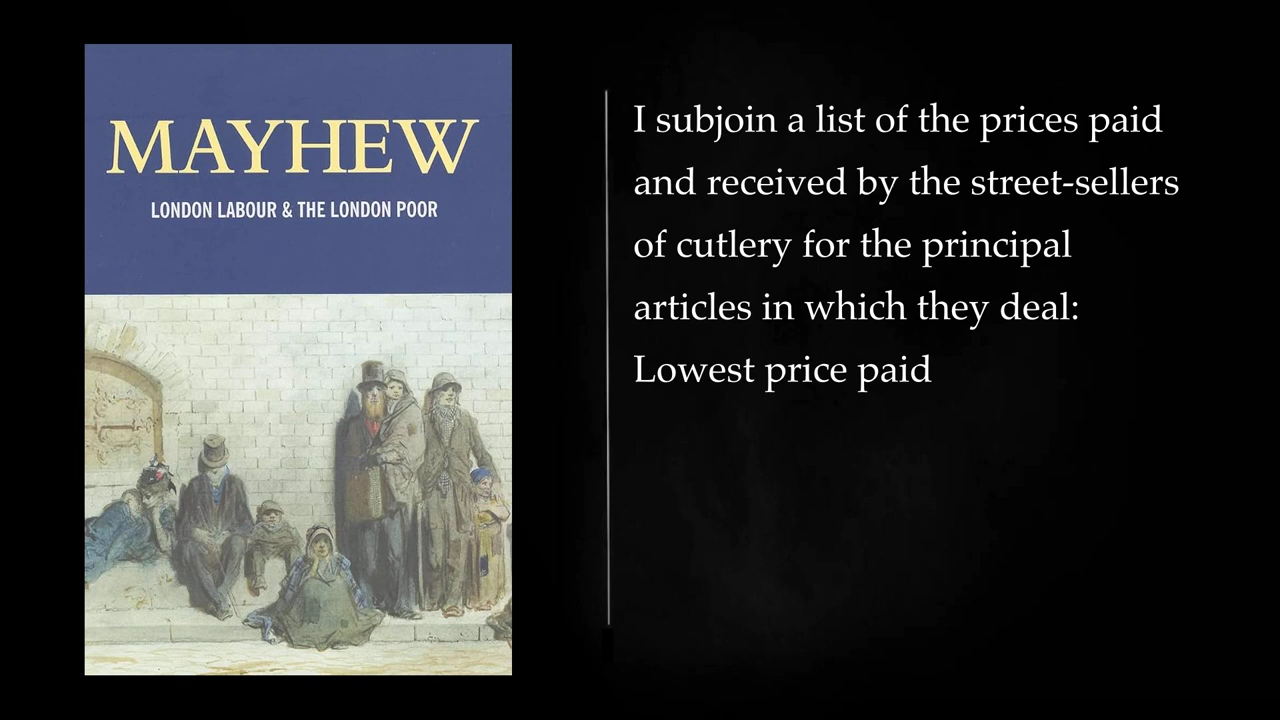 MAYHEW
LONDON LABOUR & THE LONDON POOR
I subjoin a list of the prices paid
and received by the street-sellers
of cutlery for the principal
articles in which they deal:
Lowest price paid